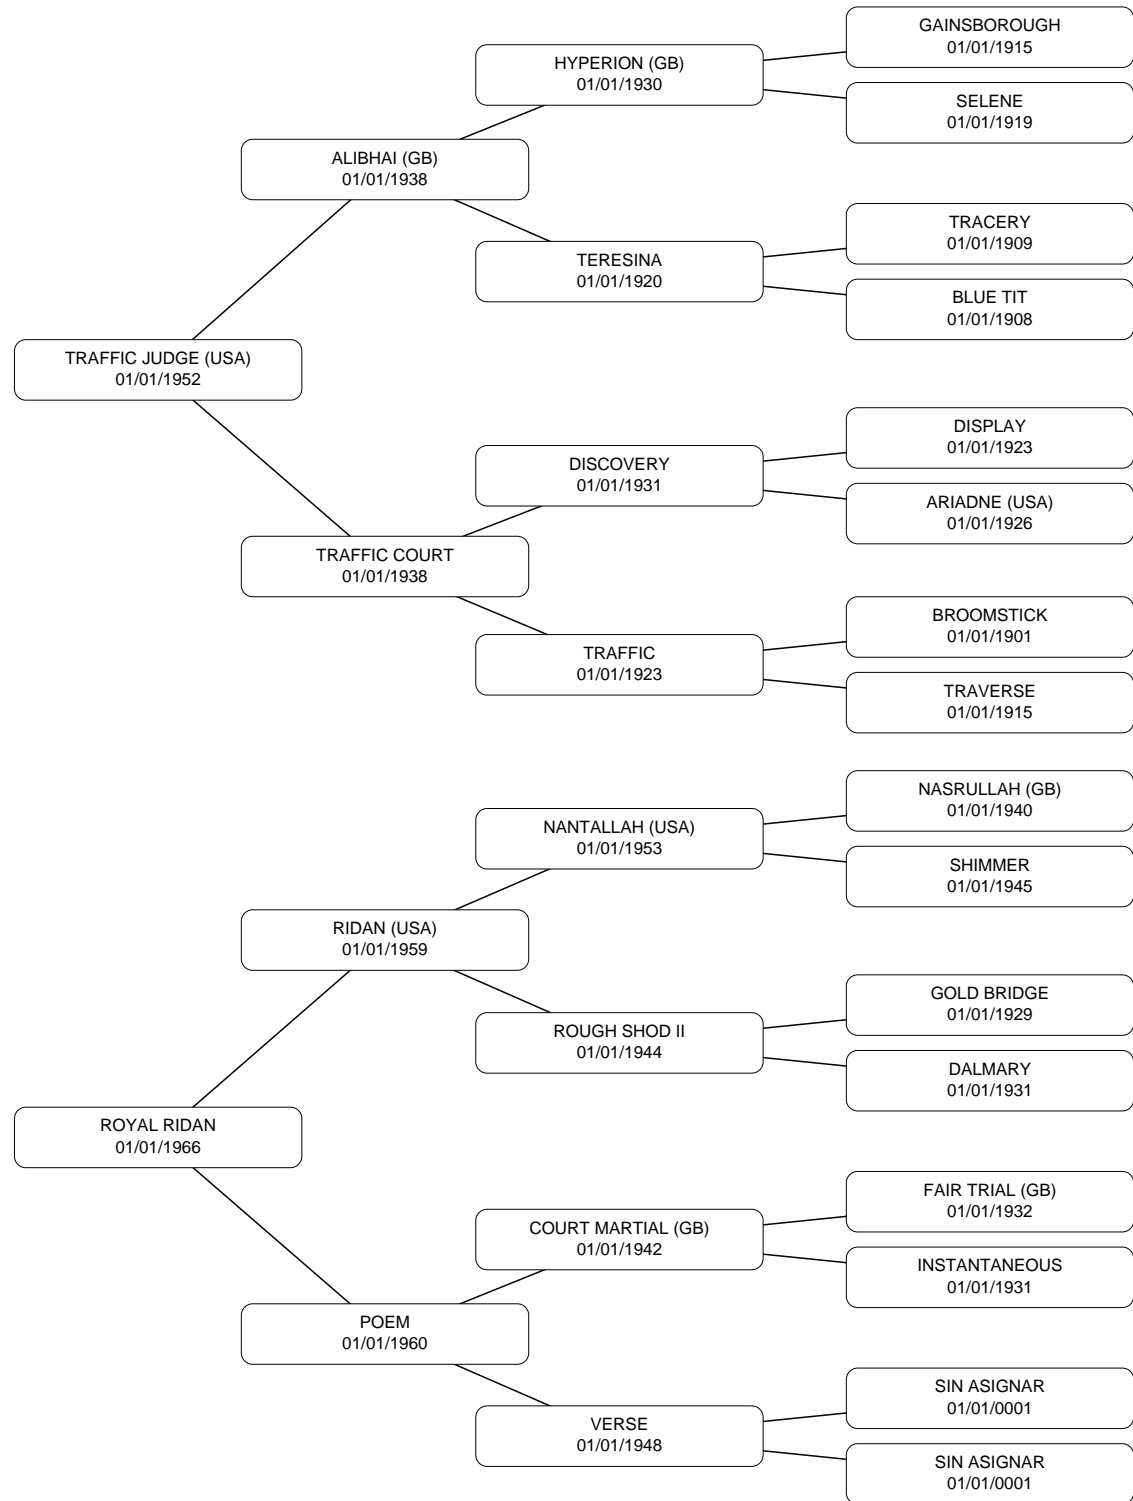 GAINSBOROUGH
01/01/1915
HYPERION (GB)
01/01/1930
SELENE
01/01/1919
ALIBHAI (GB)
01/01/1938
TRACERY
01/01/1909
TERESINA
01/01/1920
BLUE TIT
01/01/1908
TRAFFIC JUDGE (USA)
01/01/1952
DISPLAY
01/01/1923
DISCOVERY
01/01/1931
ARIADNE (USA)
01/01/1926
TRAFFIC COURT
01/01/1938
BROOMSTICK
01/01/1901
TRAFFIC
01/01/1923
TRAVERSE
01/01/1915
NASRULLAH (GB)
01/01/1940
NANTALLAH (USA)
01/01/1953
SHIMMER
01/01/1945
RIDAN (USA)
01/01/1959
GOLD BRIDGE
01/01/1929
ROUGH SHOD II
01/01/1944
DALMARY
01/01/1931
ROYAL RIDAN
01/01/1966
FAIR TRIAL (GB)
01/01/1932
COURT MARTIAL (GB)
01/01/1942
INSTANTANEOUS
01/01/1931
POEM
01/01/1960
SIN ASIGNAR
01/01/0001
VERSE
01/01/1948
SIN ASIGNAR
01/01/0001